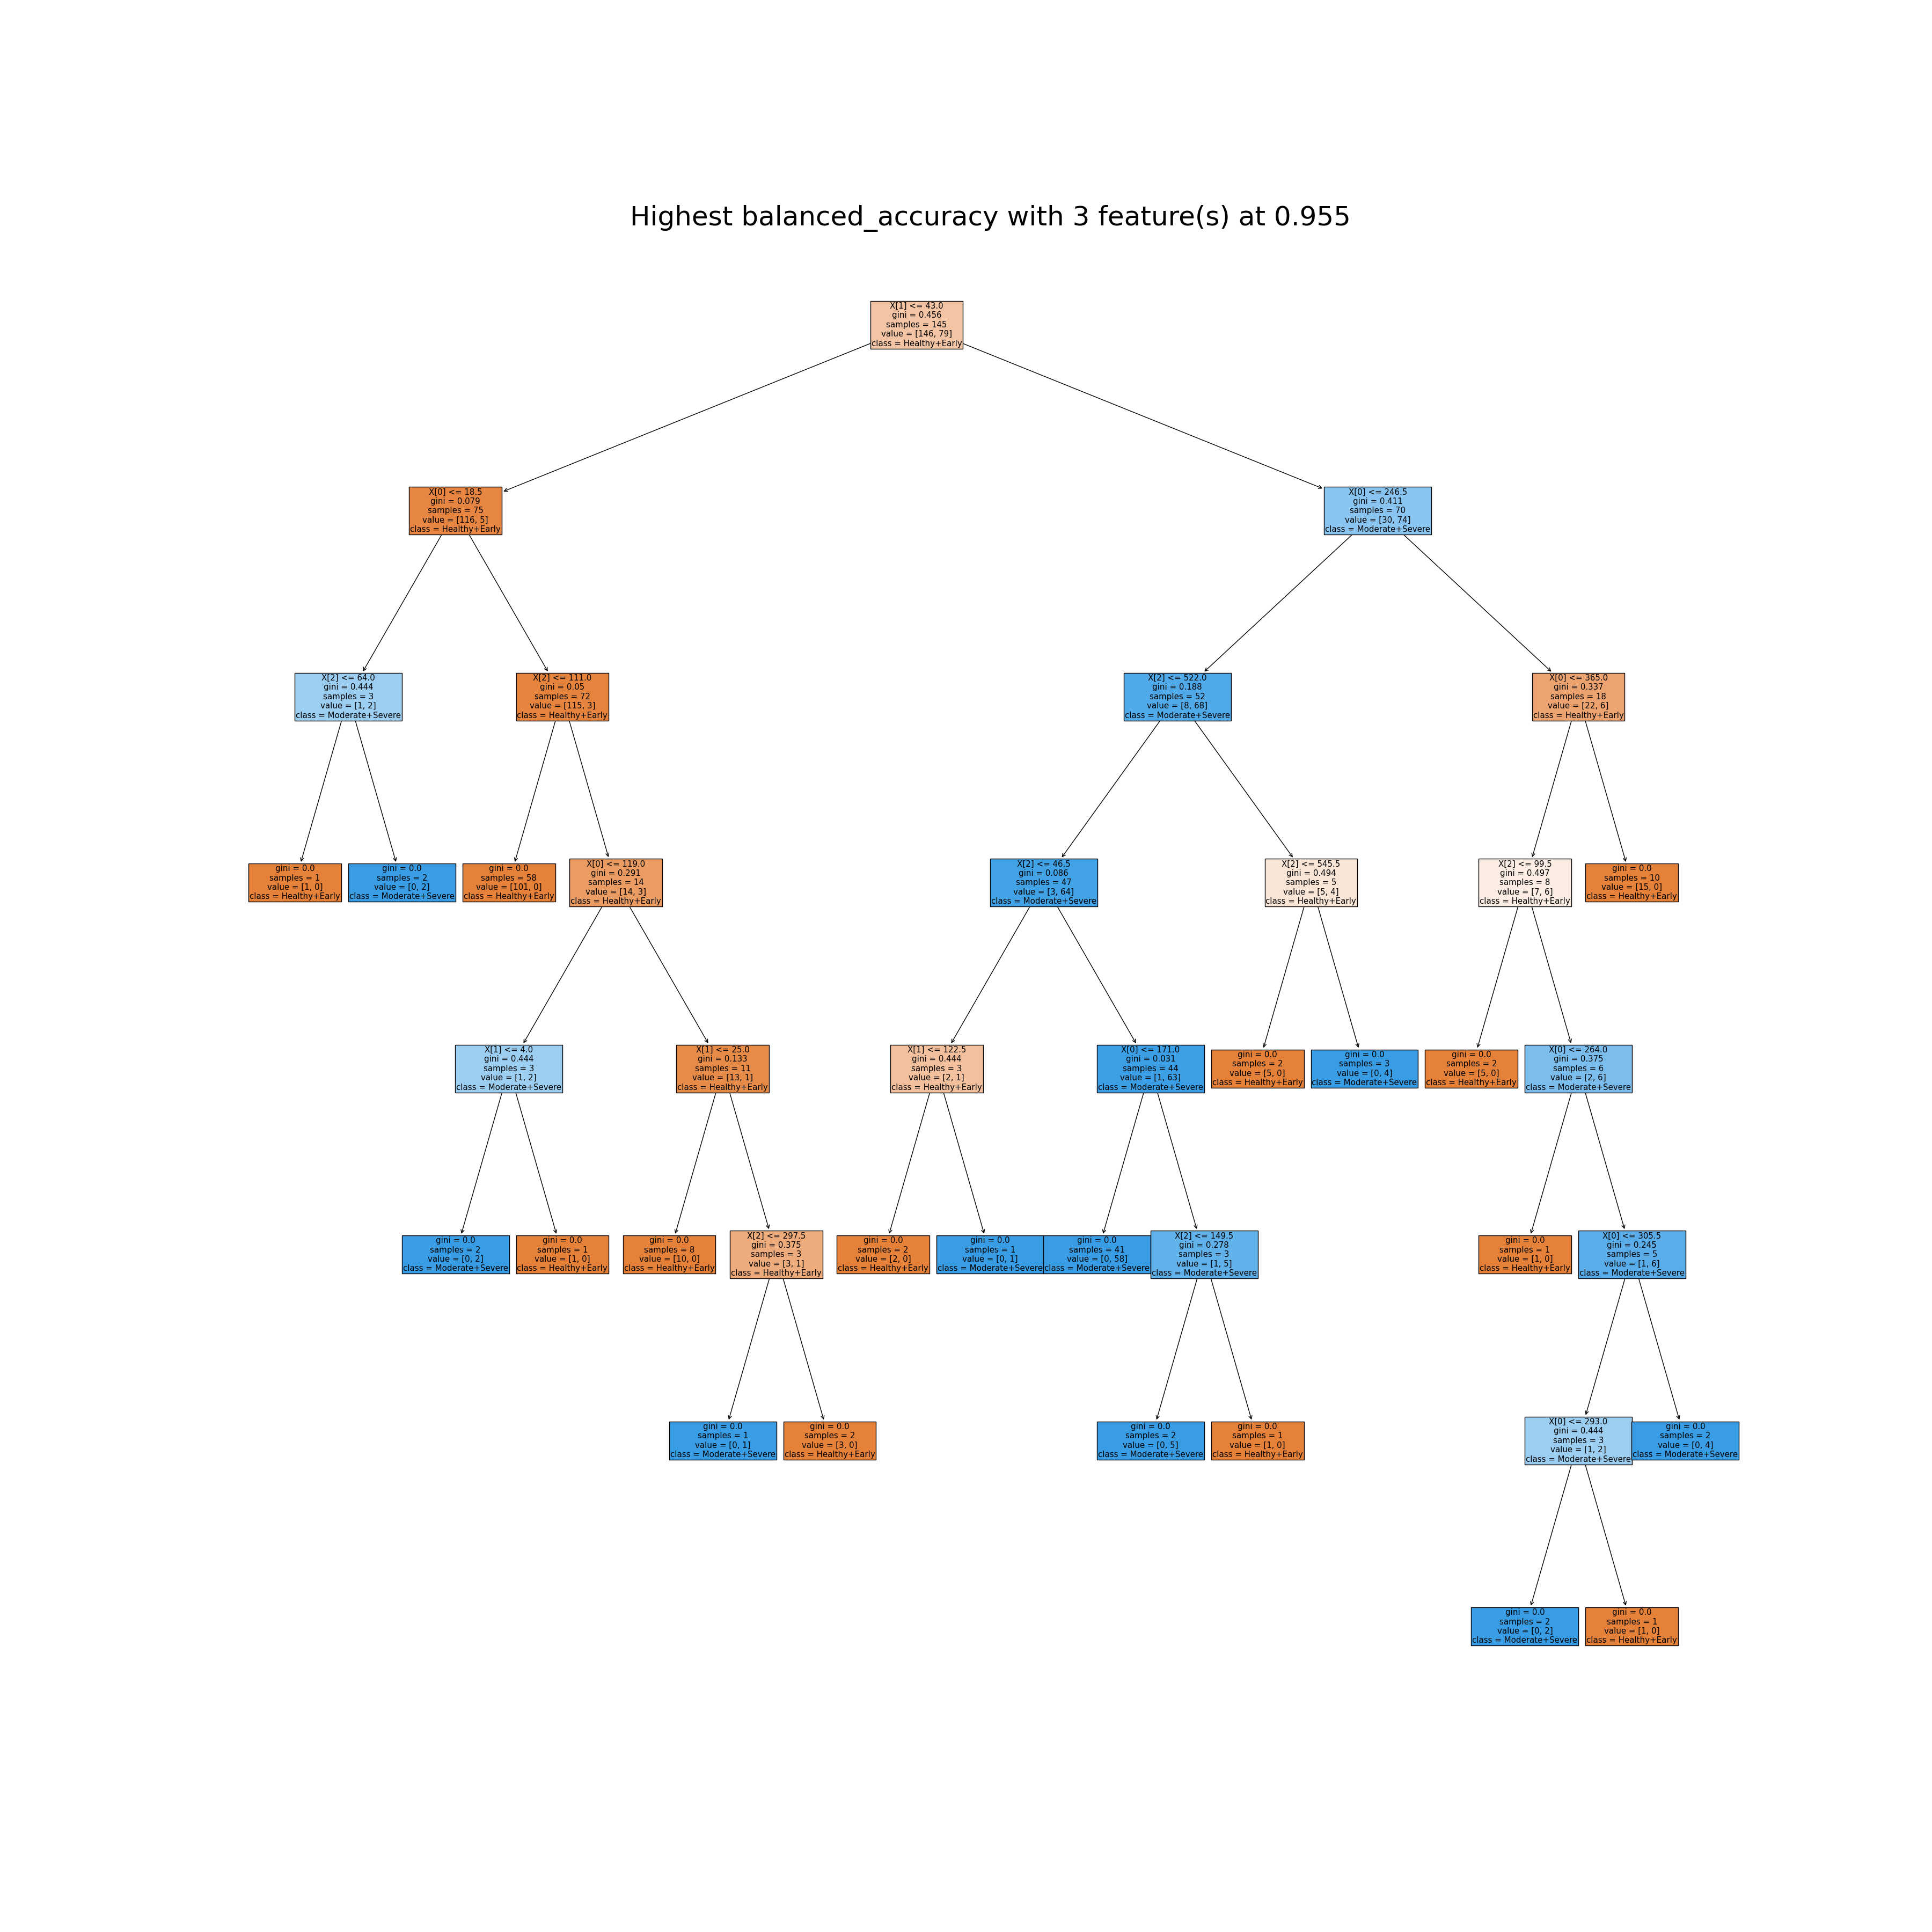 Highest balanced_accuracy with 3 feature(s) at 0.955
X[1] <= 43.0
gini = 0.456
samples = 145
value = [146, 79]
class = Healthy+Early
X[0] <= 18.5
gini = 0.079
samples = 75
value = [116, 5]
class = Healthy+Early
X[0] <= 246.5
gini = 0.411
samples = 70
value = [30, 74]
class = Moderate+Severe
X[2] <= 64.0
gini = 0.444
samples = 3
value = [1, 2]
class = Moderate+Severe
X[2] <= 111.0
gini = 0.05
samples = 72
value = [115, 3]
class = Healthy+Early
X[2] <= 522.0
gini = 0.188
samples = 52
value = [8, 68]
class = Moderate+Severe
X[0] <= 365.0
gini = 0.337
samples = 18
value = [22, 6]
class = Healthy+Early
gini = 0.0
samples = 1
value = [1, 0]
class = Healthy+Early
gini = 0.0
samples = 2
value = [0, 2]
class = Moderate+Severe
gini = 0.0
samples = 58
value = [101, 0]
class = Healthy+Early
X[0] <= 119.0
gini = 0.291
samples = 14
value = [14, 3]
class = Healthy+Early
X[2] <= 46.5
gini = 0.086
samples = 47
value = [3, 64]
class = Moderate+Severe
X[2] <= 545.5
gini = 0.494
samples = 5
value = [5, 4]
class = Healthy+Early
X[2] <= 99.5
gini = 0.497
samples = 8
value = [7, 6]
class = Healthy+Early
gini = 0.0
samples = 10
value = [15, 0]
class = Healthy+Early
X[1] <= 4.0
gini = 0.444
samples = 3
value = [1, 2]
class = Moderate+Severe
X[1] <= 25.0
gini = 0.133
samples = 11
value = [13, 1]
class = Healthy+Early
X[1] <= 122.5
gini = 0.444
samples = 3
value = [2, 1]
class = Healthy+Early
X[0] <= 171.0
gini = 0.031
samples = 44
value = [1, 63]
class = Moderate+Severe
gini = 0.0
samples = 2
value = [5, 0]
class = Healthy+Early
gini = 0.0
samples = 3
value = [0, 4]
class = Moderate+Severe
gini = 0.0
samples = 2
value = [5, 0]
class = Healthy+Early
X[0] <= 264.0
gini = 0.375
samples = 6
value = [2, 6]
class = Moderate+Severe
gini = 0.0
samples = 2
value = [0, 2]
class = Moderate+Severe
gini = 0.0
samples = 1
value = [1, 0]
class = Healthy+Early
gini = 0.0
samples = 8
value = [10, 0]
class = Healthy+Early
X[2] <= 297.5
gini = 0.375
samples = 3
value = [3, 1]
class = Healthy+Early
gini = 0.0
samples = 2
value = [2, 0]
class = Healthy+Early
gini = 0.0
samples = 1
value = [0, 1]
class = Moderate+Severe
gini = 0.0
samples = 41
value = [0, 58]
class = Moderate+Severe
X[2] <= 149.5
gini = 0.278
samples = 3
value = [1, 5]
class = Moderate+Severe
gini = 0.0
samples = 1
value = [1, 0]
class = Healthy+Early
X[0] <= 305.5
gini = 0.245
samples = 5
value = [1, 6]
class = Moderate+Severe
gini = 0.0
samples = 1
value = [0, 1]
class = Moderate+Severe
gini = 0.0
samples = 2
value = [3, 0]
class = Healthy+Early
gini = 0.0
samples = 2
value = [0, 5]
class = Moderate+Severe
gini = 0.0
samples = 1
value = [1, 0]
class = Healthy+Early
X[0] <= 293.0
gini = 0.444
samples = 3
value = [1, 2]
class = Moderate+Severe
gini = 0.0
samples = 2
value = [0, 4]
class = Moderate+Severe
gini = 0.0
samples = 2
value = [0, 2]
class = Moderate+Severe
gini = 0.0
samples = 1
value = [1, 0]
class = Healthy+Early